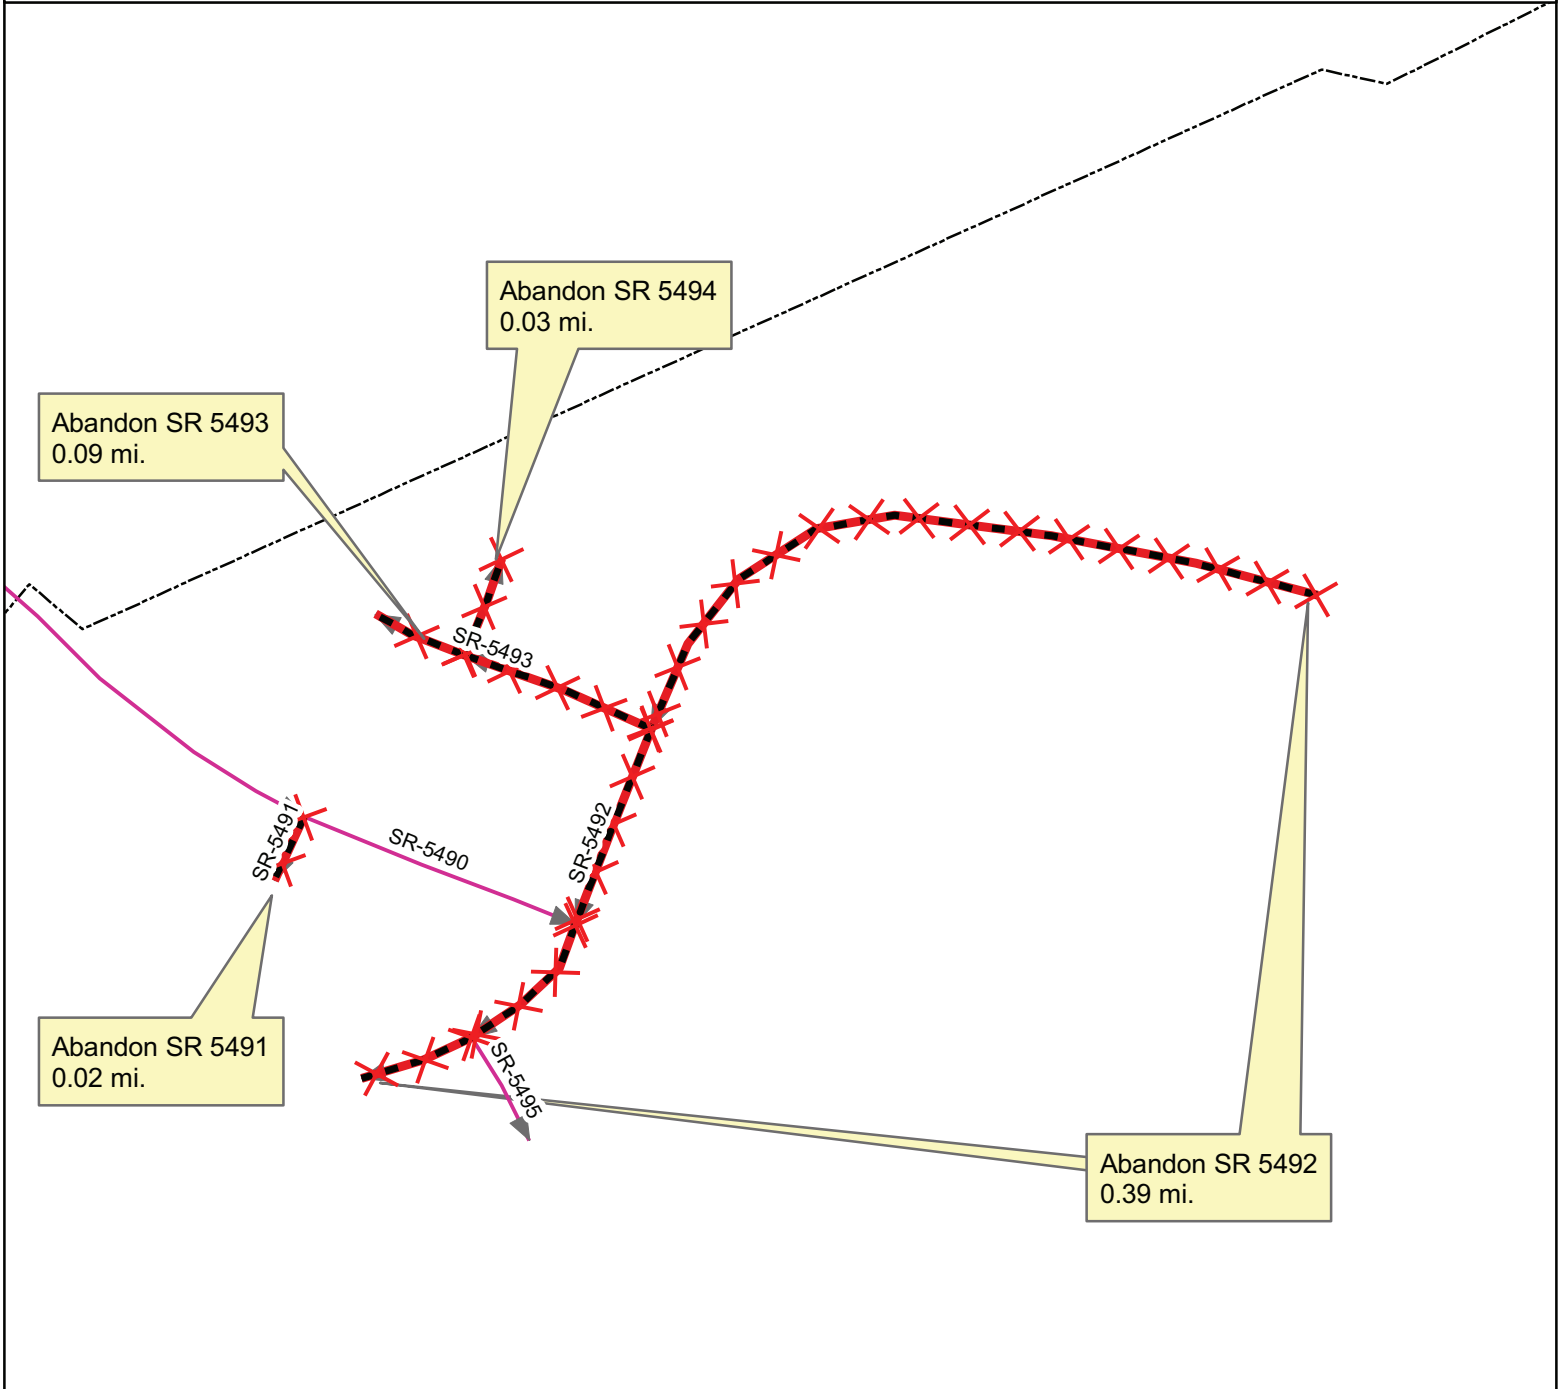 Abandon SR 5494
0.03 mi.
Abandon SR 5493
0.09 mi.
SR-5493
SR-5491
SR-5490
SR-5492
Abandon SR 5491
0.02 mi.
SR-5495
Abandon SR 5492
0.39 mi.